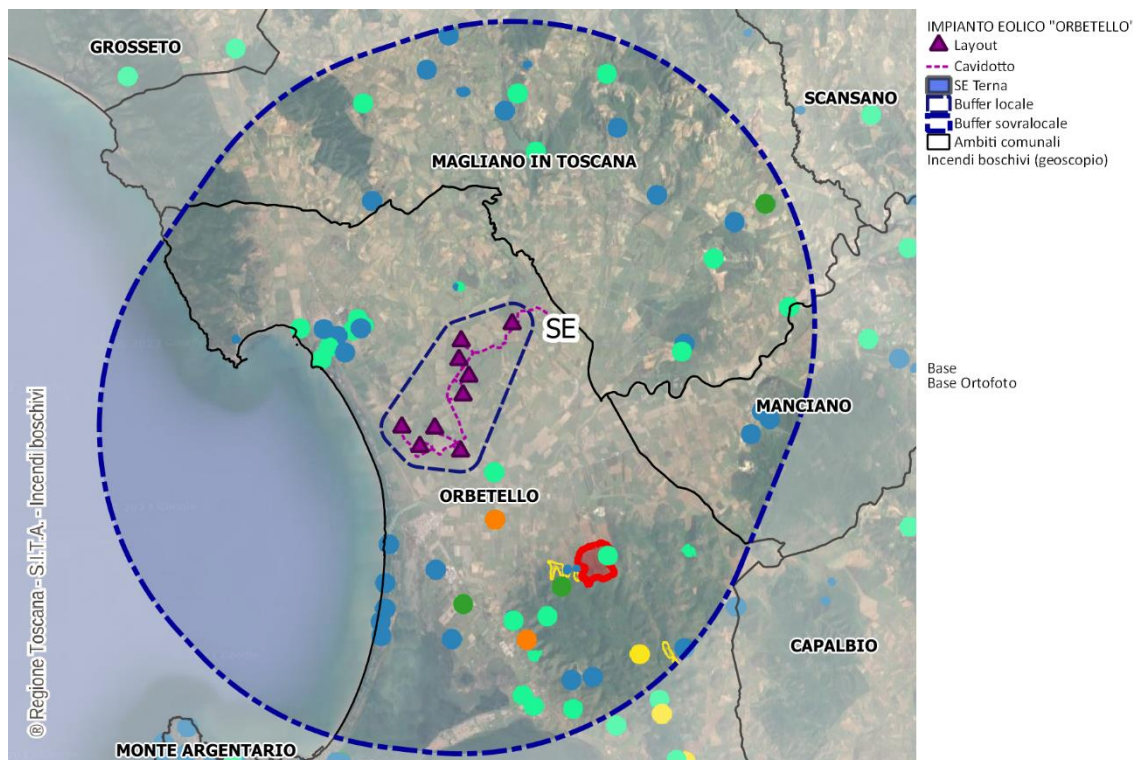 GROSSETO
SCANSANO
MAGLIANO IN TOSCANA
SE
MANCIANO
ORBETELLO
CAPALBIO
MONTE ARGENTARIO
® Regione Toscana - S.I.T.A. - Incendi boschivi
IMPIANTO EOLICO "ORBETELLO"
Layout
Cavidotto
SE Terna
Buffer locale
Buffer sovralocale
Ambiti comunali
Incendi boschivi (geoscopio)
Base
Base Ortofoto